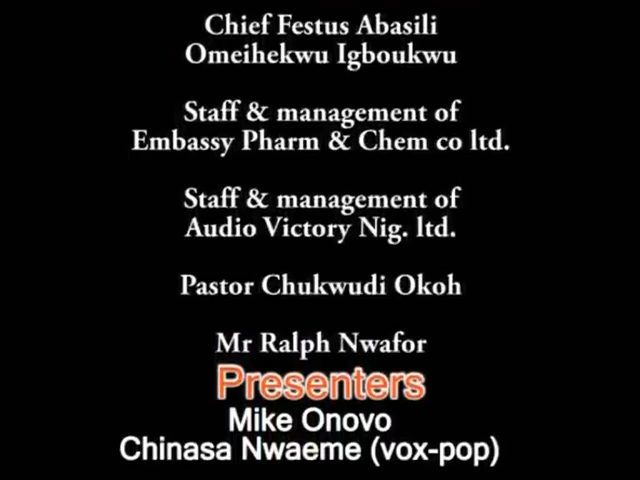 Chief Festus Abasili
Omeihekwu Igboukwu
Staff & management of
Embassy Pharm & Chem co ltd.
Staff & management of
Audio Victory Nig. ltd.
Pastor Chukwudi Okoh
Mr Ralph Nwafor
Presenters
Mike Onovo
Chinasa Nwaeme (vox-pop)